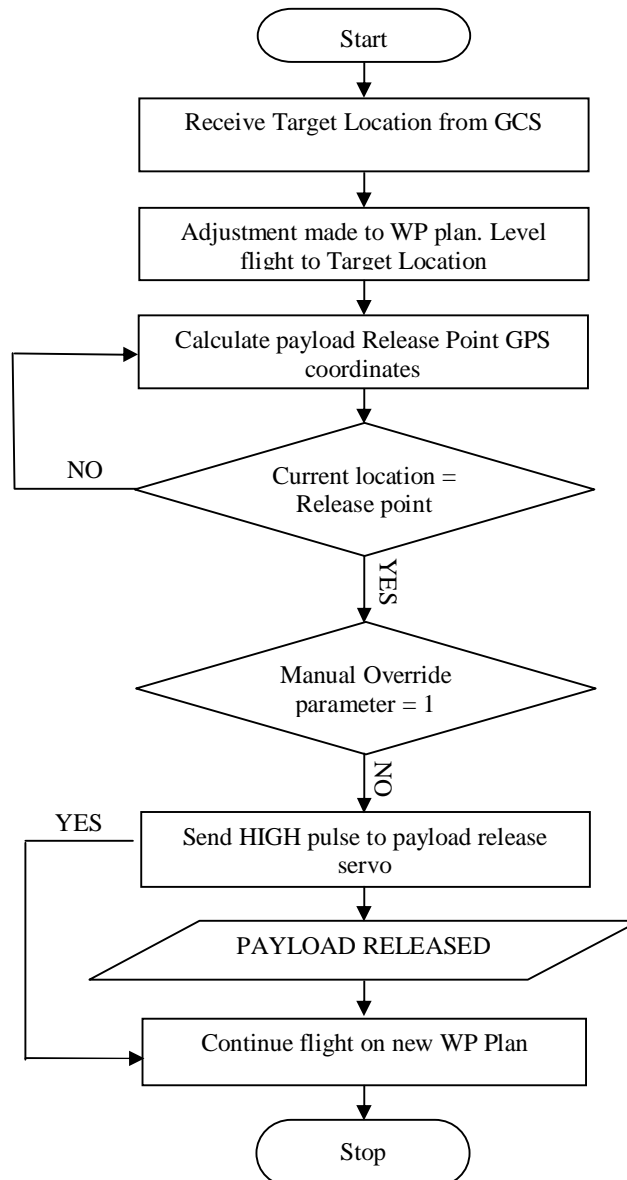 Start
Receive Target Location from GCS
Adjustment made to WP plan. Level
flight to Target Location
Calculate payload Release Point GPS
coordinates
NO
Current location =
Release point
YES
Manual Override
parameter = 1
NO
YES
Send HIGH pulse to payload release
servo
PAYLOAD RELEASED
Continue flight on new WP Plan
Stop